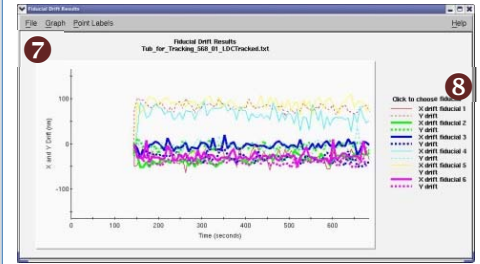 Fiducial Drift Results
File Graph Point Labels Help
7
Fiducial Drift Results
Tub_for_Tracking_568_01_LDCTracked.txt
8
Click to choose fiducial
X drift fiducial 1
Y drift
X drift fiducial 2
Y drift
X drift fiducial 3
Y drift
X drift fiducial 4
Y drift
X drift fiducial 5
Y drift
X drift fiducial 6
Y drift
X and Y Drift (nm)
100
0
-100
0 100 200 300 400 500 600
Time (seconds)